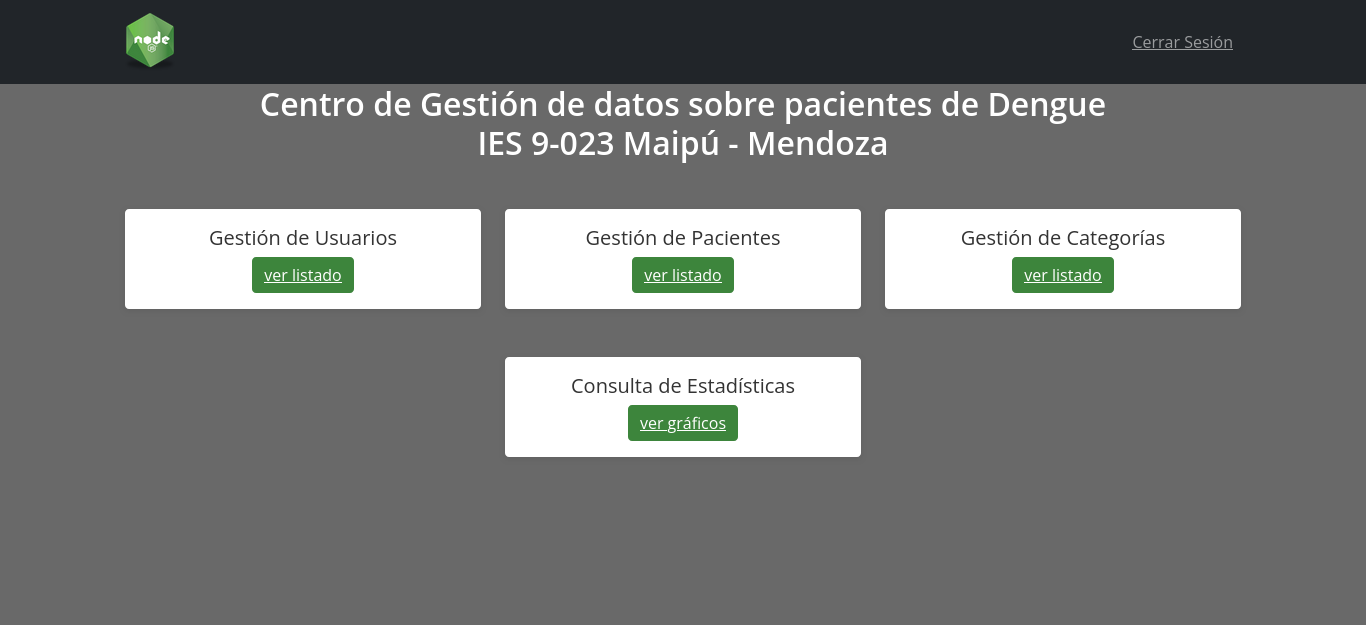 node
JS
Cerrar Sesión
Centro de Gestión de datos sobre pacientes de Dengue
IES 9-023 Maipú - Mendoza
Gestión de Usuarios
ver listado
Gestión de Pacientes
ver listado
Gestión de Categorías
ver listado
Consulta de Estadísticas
ver gráficos